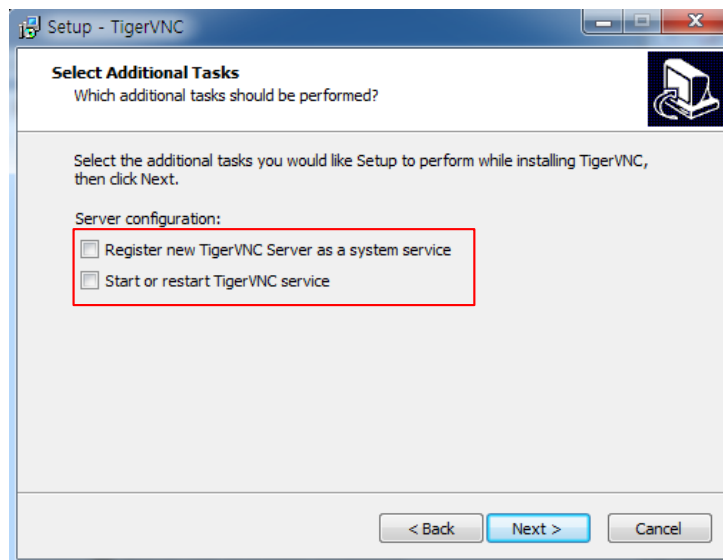 Setup - TigerVNC
Select Additional Tasks
Which additional tasks should be performed?
Select the additional tasks you would like Setup to perform while installing TigerVNC,
then click Next.
Server configuration:
Register new TigerVNC Server as a system service
Start or restart TigerVNC service
< Back
Next >
Cancel